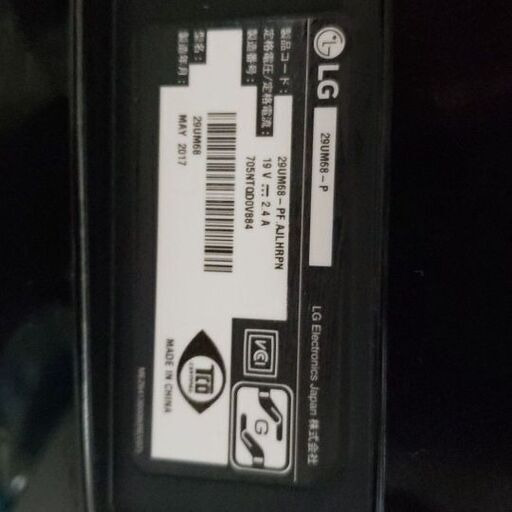 LG
29UM68-P
製品コード: 29UM68-PF.AJLHRPN
定格電圧/定格電流: 19 V ⎓ 2.4 A
製造番号: 705NTQD0V884
型名: 29UM68
製造年月: MAY 2017
LG Electronics Japan 株式会社
VCI
G
TCO
CERTIFIED
MADE IN CHINA